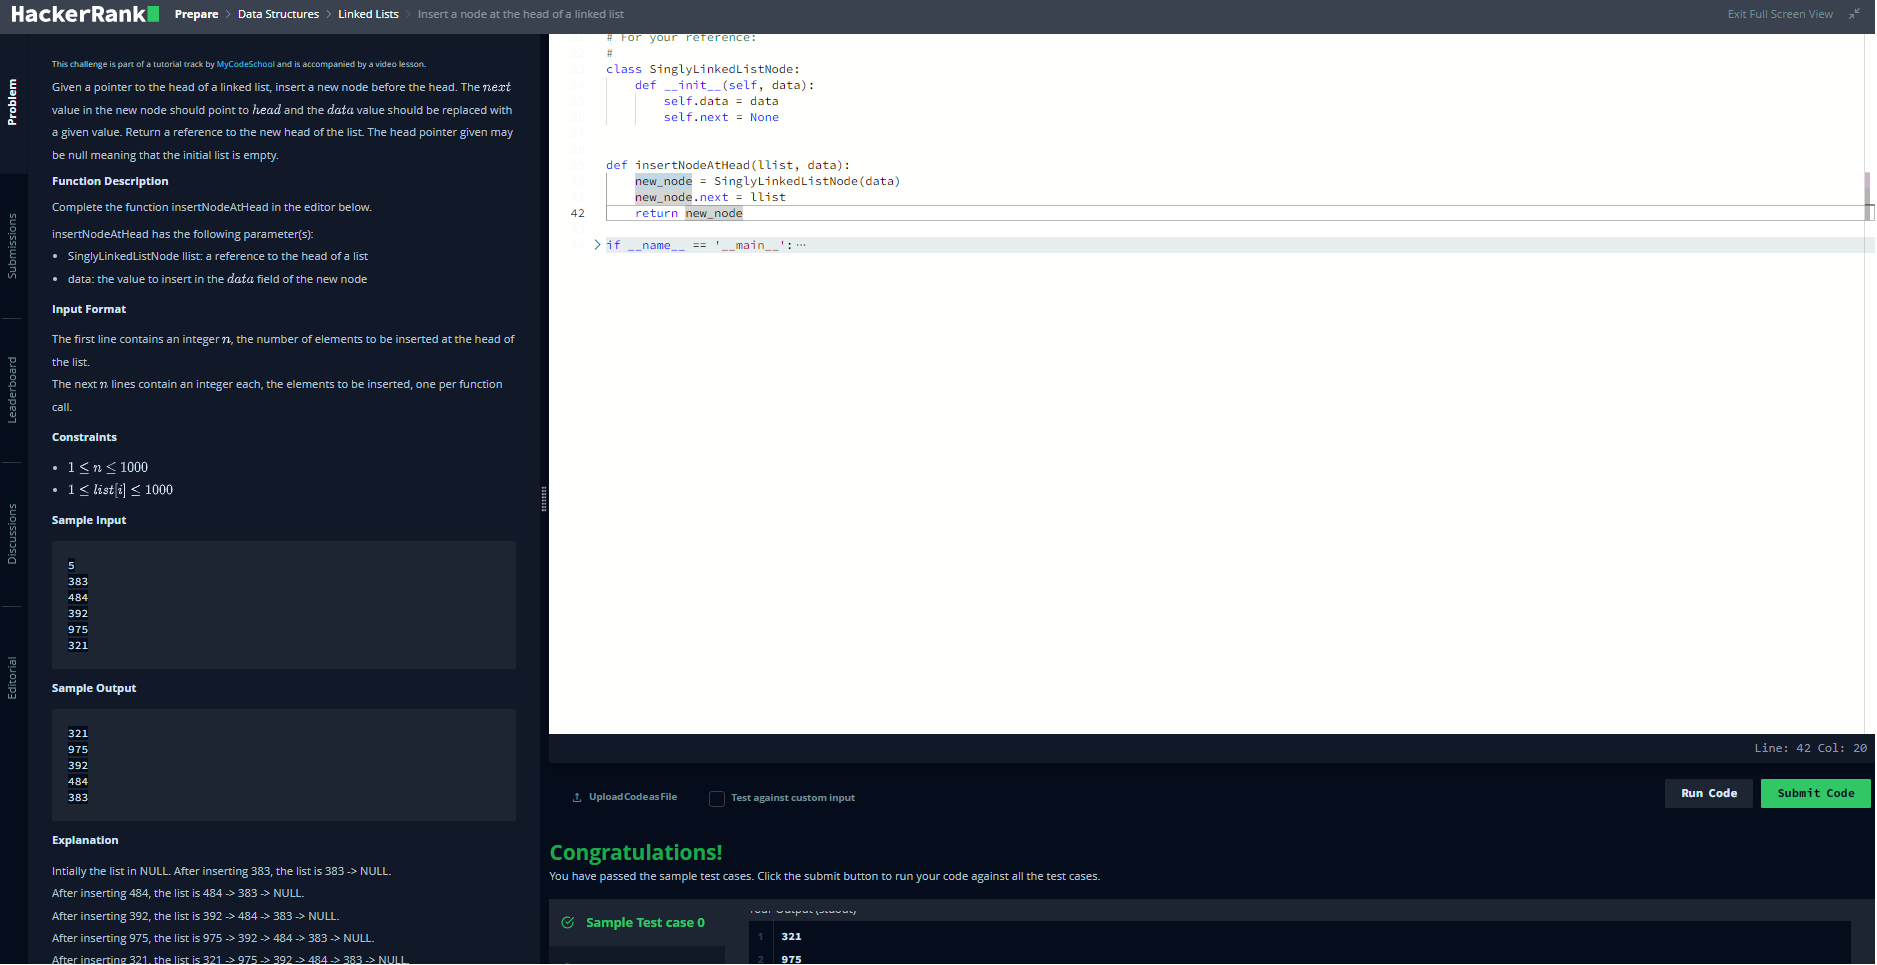 HackerRank Prepare > Data Structures > Linked Lists > Insert a node at the head of a linked list
Exit Full Screen View
Problem
Submissions
Leaderboard
Discussions
Editorial
This challenge is part of a tutorial track by MyCodeSchool and is accompanied by a video lesson.
Given a pointer to the head of a linked list, insert a new node before the head. The next
value in the new node should point to head and the data value should be replaced with
a given value. Return a reference to the new head of the list. The head pointer given may
be null meaning that the initial list is empty.
Function Description
Complete the function insertNodeAtHead in the editor below.
insertNodeAtHead has the following parameter(s):
• SinglyLinkedListNode llist: a reference to the head of a list
• data: the value to insert in the data field of the new node
Input Format
The first line contains an integer n, the number of elements to be inserted at the head of
the list.
The next n lines contain an integer each, the elements to be inserted, one per function
call.
Constraints
• 1 ≤ n ≤ 1000
• 1 ≤ list[i] ≤ 1000
Sample Input
5
383
484
392
975
321
Sample Output
321
975
392
484
383
Explanation
Intially the list in NULL. After inserting 383, the list is 383 -> NULL.
After inserting 484, the list is 484 -> 383 -> NULL.
After inserting 392, the list is 392 -> 484 -> 383 -> NULL.
After inserting 975, the list is 975 -> 392 -> 484 -> 383 -> NULL.
After inserting 321, the list is 321 -> 975 -> 392 -> 484 -> 383 -> NULL.
# For your reference:
#
class SinglyLinkedListNode:
def __init__(self, data):
self.data = data
self.next = None
def insertNodeAtHead(llist, data):
new_node = SinglyLinkedListNode(data)
new_node.next = llist
42 return new_node
> if __name__ == '__main__':⋯
Line: 42 Col: 20
Upload Code as File
Test against custom input
Run Code
Submit Code
Congratulations!
You have passed the sample test cases. Click the submit button to run your code against all the test cases.
Sample Test case 0
Your Output (stdout)
1 321
2 975